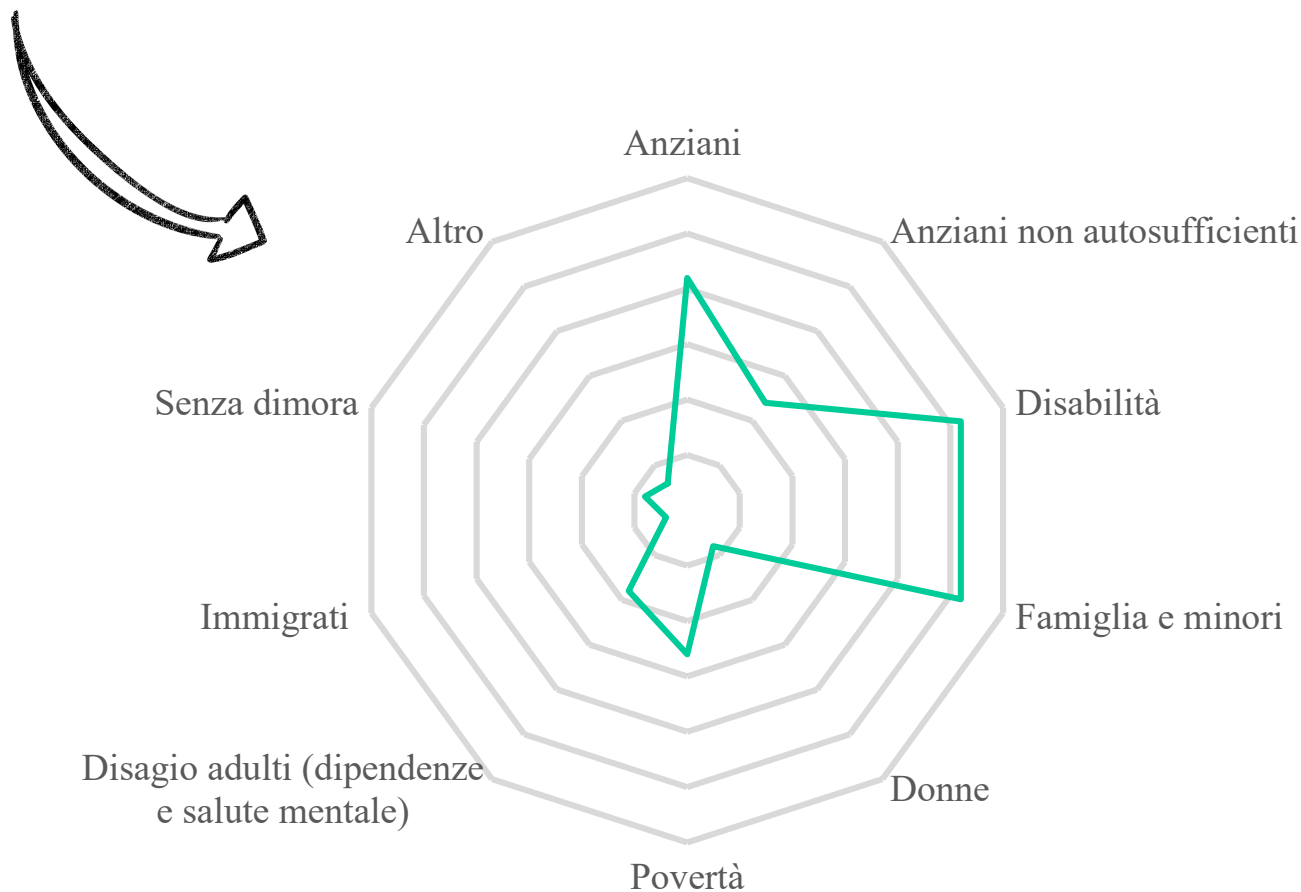 Anziani
Altro
Anziani non autosufficienti
Senza dimora
Disabilità
Immigrati
Famiglia e minori
Disagio adulti (dipendenze
e salute mentale)
Donne
Povertà